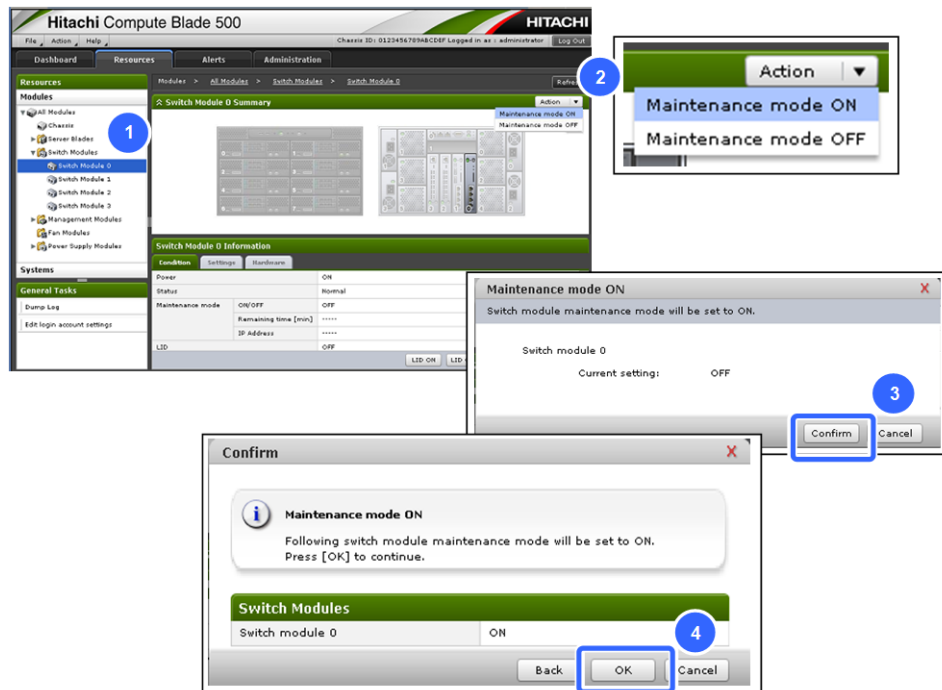 Hitachi Compute Blade 500
HITACHI
File Action Help
Chassis ID: 0123456789ABCDEF Logged in as : administrator Log Out
Dashboard Resources Alerts Administration
Resources
Modules
All Modules
Chassis
Server Blades
Switch Modules
Switch Module 0
Switch Module 1
Switch Module 2
Switch Module 3
Management Modules
Fan Modules
Power Supply Modules
Systems
General Tasks
Dump Log
Edit login account settings
1
Modules > All Modules > Switch Modules > Switch Module 0
Switch Module 0 Summary
Action
Maintenance mode ON
Maintenance mode OFF
Switch Module 0 Information
Condition Settings Hardware
Power ON
Status Normal
Maintenance mode ON/OFF OFF
Remaining time [min] -----
IP Address -----
LID OFF
LID ON LID
2
Action
Maintenance mode ON
Maintenance mode OFF
Maintenance mode ON X
Switch module maintenance mode will be set to ON.
Switch module 0
Current setting: OFF
3
Confirm Cancel
Confirm X
Maintenance mode ON
Following switch module maintenance mode will be set to ON.
Press [OK] to continue.
Switch Modules
Switch module 0 ON
4
Back OK Cancel